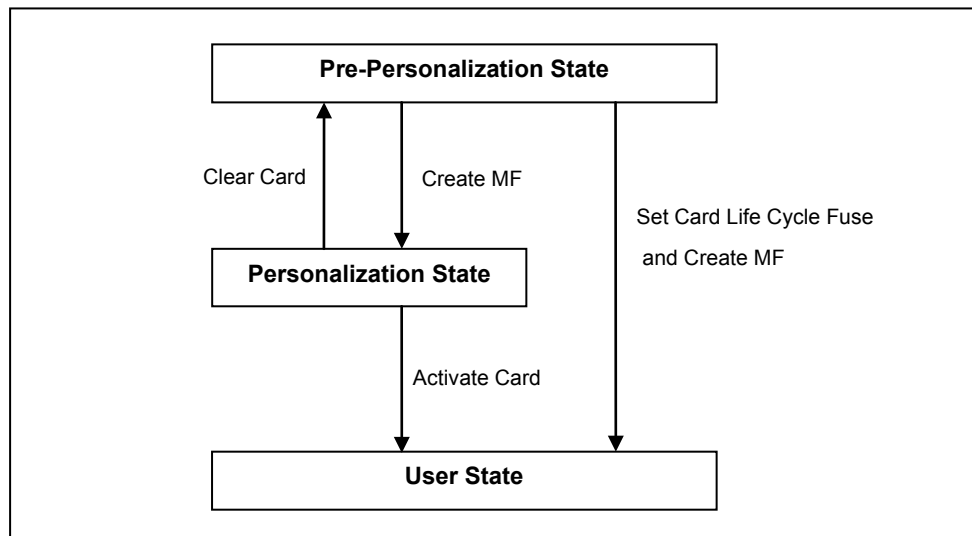 Pre-Personalization State
Clear Card
Create MF
Set Card Life Cycle Fuse
and Create MF
Personalization State
Activate Card
User State